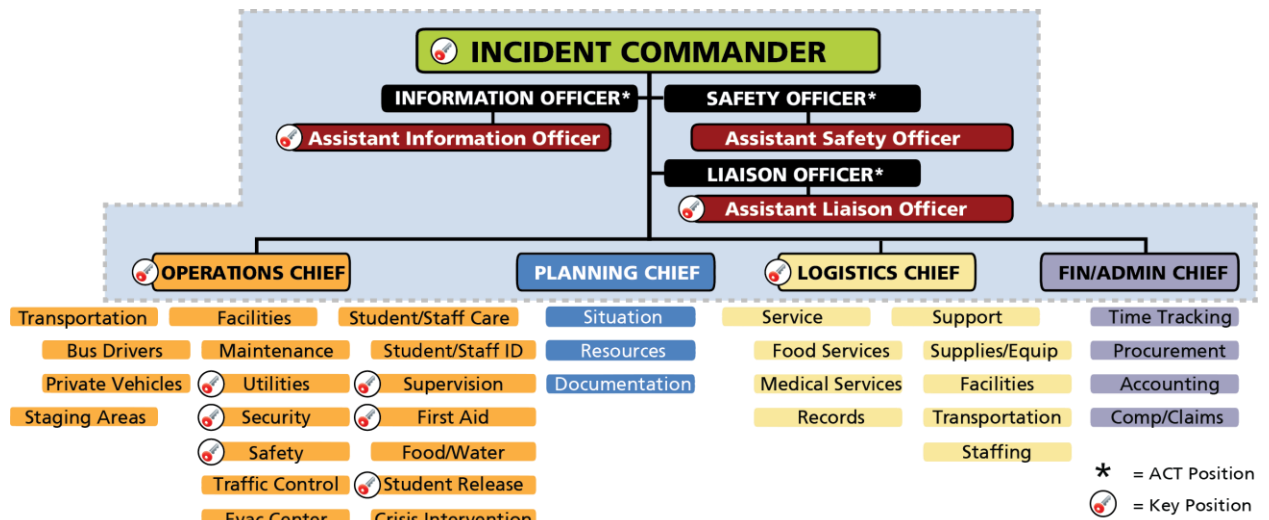 INCIDENT COMMANDER
INFORMATION OFFICER*
SAFETY OFFICER*
Assistant Information Officer
Assistant Safety Officer
LIAISON OFFICER*
Assistant Liaison Officer
OPERATIONS CHIEF
PLANNING CHIEF
LOGISTICS CHIEF
FIN/ADMIN CHIEF
Transportation
Bus Drivers
Private Vehicles
Staging Areas
Facilities
Maintenance
Utilities
Security
Safety
Traffic Control
Evac Center
Student/Staff Care
Student/Staff ID
Supervision
First Aid
Food/Water
Student Release
Crisis Intervention
Situation
Resources
Documentation
Service
Food Services
Medical Services
Records
Support
Supplies/Equip
Facilities
Transportation
Staffing
Time Tracking
Procurement
Accounting
Comp/Claims
* = ACT Position
= Key Position